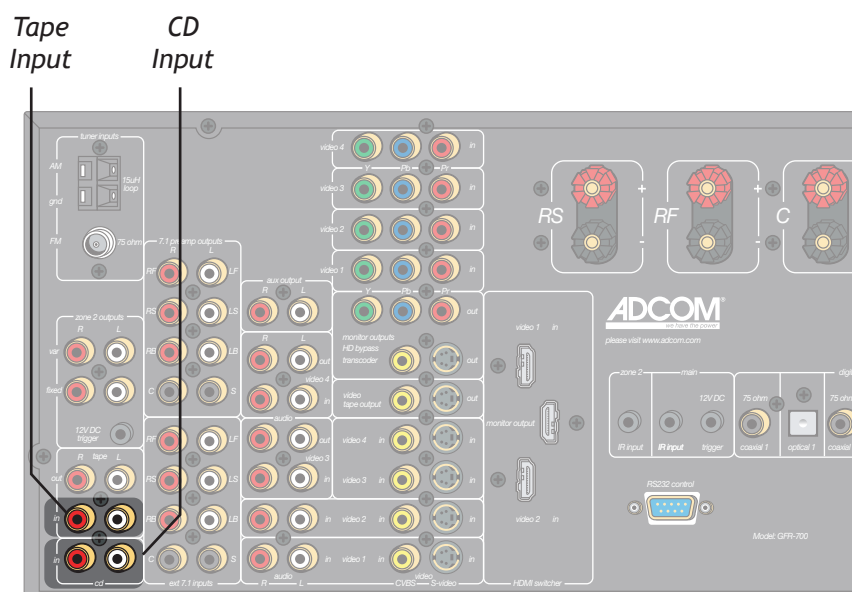 Tape
Input
CD
Input
tuner inputs
AM
gnd
15uH
loop
FM
75 ohm
7.1 preamp outputs
R L
RF LF
RS LS
RB LB
C S
zone 2 outputs
R L
var
fixed
12V DC
trigger
R tape L
out
in
in
cd
RF LF
RS LS
RB LB
C S
ext 7.1 inputs
aux output
R L
R L
out
video 4
in
audio
out
video 3
in
in
in
audio
R L
video 4 in
Y Pb Pr
video 3 in
video 2 in
video 1 in
Y Pb Pr
out
monitor outputs
HD bypass
transcoder
out
video
tape output
out
video 4 in
video 3 in
video 2 in
video 1 in
video
CVBS S-video
video 1 in
monitor output
video 2 in
HDMI switcher
RS + -
RF + -
C
ADCOM®
we have the power
please visit www.adcom.com
zone 2
main
12V DC
IR input
IR input
trigger
75 ohm
coaxial 1
optical 1
RS232 control
Model: GFR-700